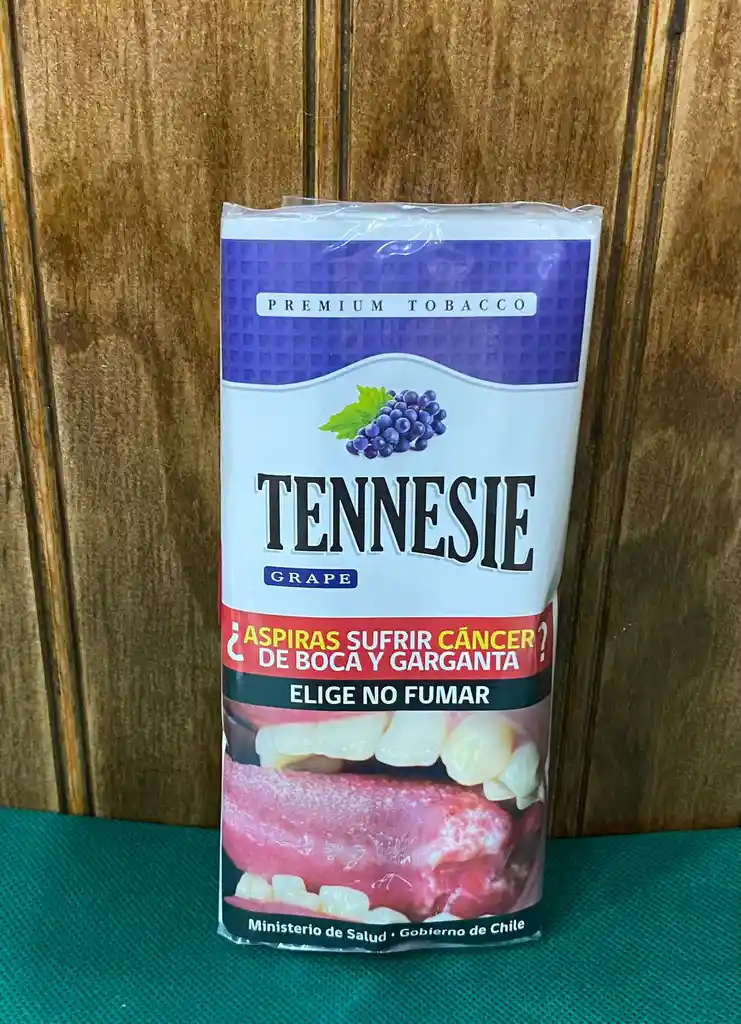 PREMIUM TOBACCO
TENNESIE
GRAPE
¿ASPIRAS SUFRIR CÁNCER
DE BOCA Y GARGANTA?
ELIGE NO FUMAR
Ministerio de Salud · Gobierno de Chile